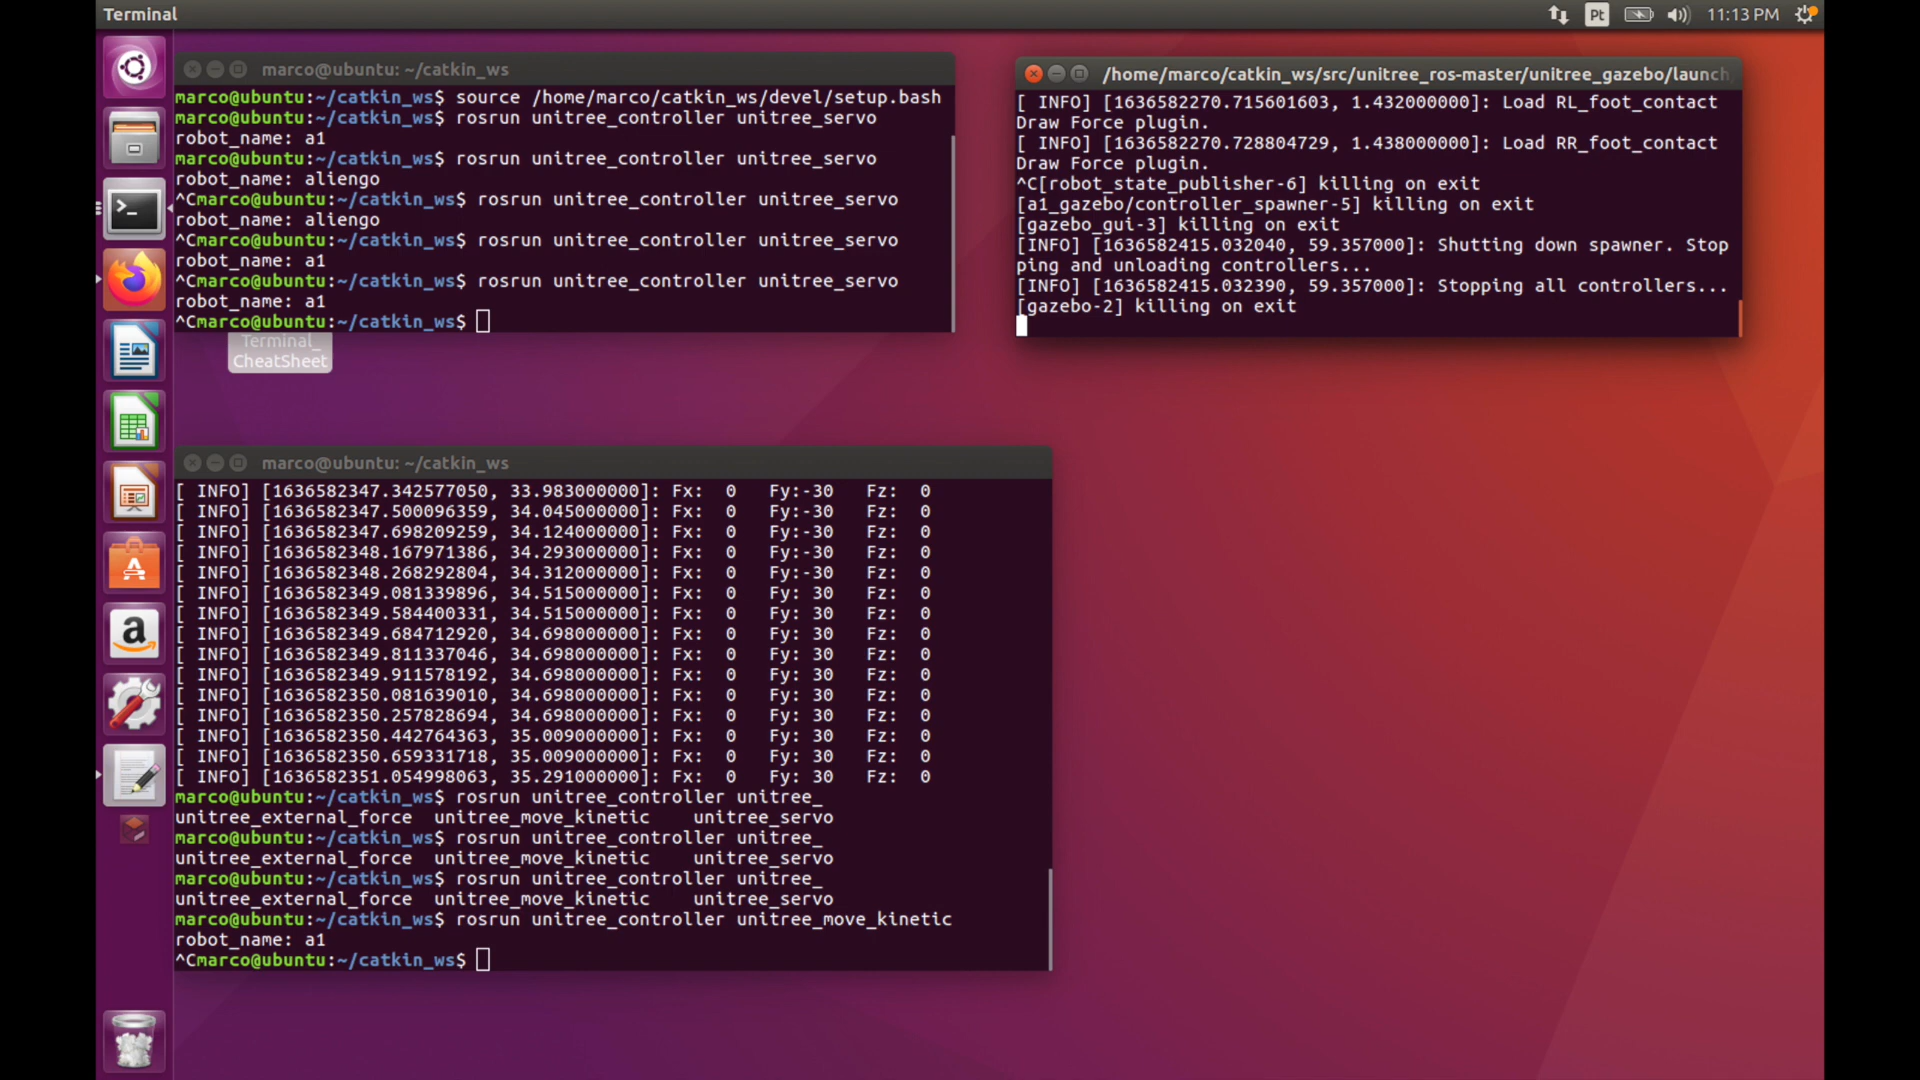 Terminal
Pt
11:13 PM
marco@ubuntu: ~/catkin_ws
marco@ubuntu:~/catkin_ws$ source /home/marco/catkin_ws/devel/setup.bash
marco@ubuntu:~/catkin_ws$ rosrun unitree_controller unitree_servo
robot_name: a1
marco@ubuntu:~/catkin_ws$ rosrun unitree_controller unitree_servo
robot_name: aliengo
^Cmarco@ubuntu:~/catkin_ws$ rosrun unitree_controller unitree_servo
robot_name: aliengo
^Cmarco@ubuntu:~/catkin_ws$ rosrun unitree_controller unitree_servo
robot_name: a1
^Cmarco@ubuntu:~/catkin_ws$ rosrun unitree_controller unitree_servo
robot_name: a1
^Cmarco@ubuntu:~/catkin_ws$
/home/marco/catkin_ws/src/unitree_ros-master/unitree_gazebo/launch
[ INFO] [1636582270.715601603, 1.432000000]: Load RL_foot_contact
Draw Force plugin.
[ INFO] [1636582270.728804729, 1.438000000]: Load RR_foot_contact
Draw Force plugin.
^C[robot_state_publisher-6] killing on exit
[a1_gazebo/controller_spawner-5] killing on exit
[gazebo_gui-3] killing on exit
[INFO] [1636582415.032040, 59.357000]: Shutting down spawner. Stop
ping and unloading controllers...
[INFO] [1636582415.032390, 59.357000]: Stopping all controllers...
[gazebo-2] killing on exit
Terminal_
CheatSheet
marco@ubuntu: ~/catkin_ws
[ INFO] [1636582347.342577050, 33.983000000]: Fx:  0   Fy:-30   Fz:  0
[ INFO] [1636582347.500096359, 34.045000000]: Fx:  0   Fy:-30   Fz:  0
[ INFO] [1636582347.698209259, 34.124000000]: Fx:  0   Fy:-30   Fz:  0
[ INFO] [1636582348.167971386, 34.293000000]: Fx:  0   Fy:-30   Fz:  0
[ INFO] [1636582348.268292804, 34.312000000]: Fx:  0   Fy:-30   Fz:  0
[ INFO] [1636582349.081339896, 34.515000000]: Fx:  0   Fy: 30   Fz:  0
[ INFO] [1636582349.584400331, 34.515000000]: Fx:  0   Fy: 30   Fz:  0
[ INFO] [1636582349.684712920, 34.698000000]: Fx:  0   Fy: 30   Fz:  0
[ INFO] [1636582349.811337046, 34.698000000]: Fx:  0   Fy: 30   Fz:  0
[ INFO] [1636582349.911578192, 34.698000000]: Fx:  0   Fy: 30   Fz:  0
[ INFO] [1636582350.081639010, 34.698000000]: Fx:  0   Fy: 30   Fz:  0
[ INFO] [1636582350.257828694, 34.698000000]: Fx:  0   Fy: 30   Fz:  0
[ INFO] [1636582350.442764363, 35.009000000]: Fx:  0   Fy: 30   Fz:  0
[ INFO] [1636582350.659331718, 35.009000000]: Fx:  0   Fy: 30   Fz:  0
[ INFO] [1636582351.054998063, 35.291000000]: Fx:  0   Fy: 30   Fz:  0
marco@ubuntu:~/catkin_ws$ rosrun unitree_controller unitree_
unitree_external_force  unitree_move_kinetic    unitree_servo
marco@ubuntu:~/catkin_ws$ rosrun unitree_controller unitree_
unitree_external_force  unitree_move_kinetic    unitree_servo
marco@ubuntu:~/catkin_ws$ rosrun unitree_controller unitree_
unitree_external_force  unitree_move_kinetic    unitree_servo
marco@ubuntu:~/catkin_ws$ rosrun unitree_controller unitree_move_kinetic
robot_name: a1
^Cmarco@ubuntu:~/catkin_ws$